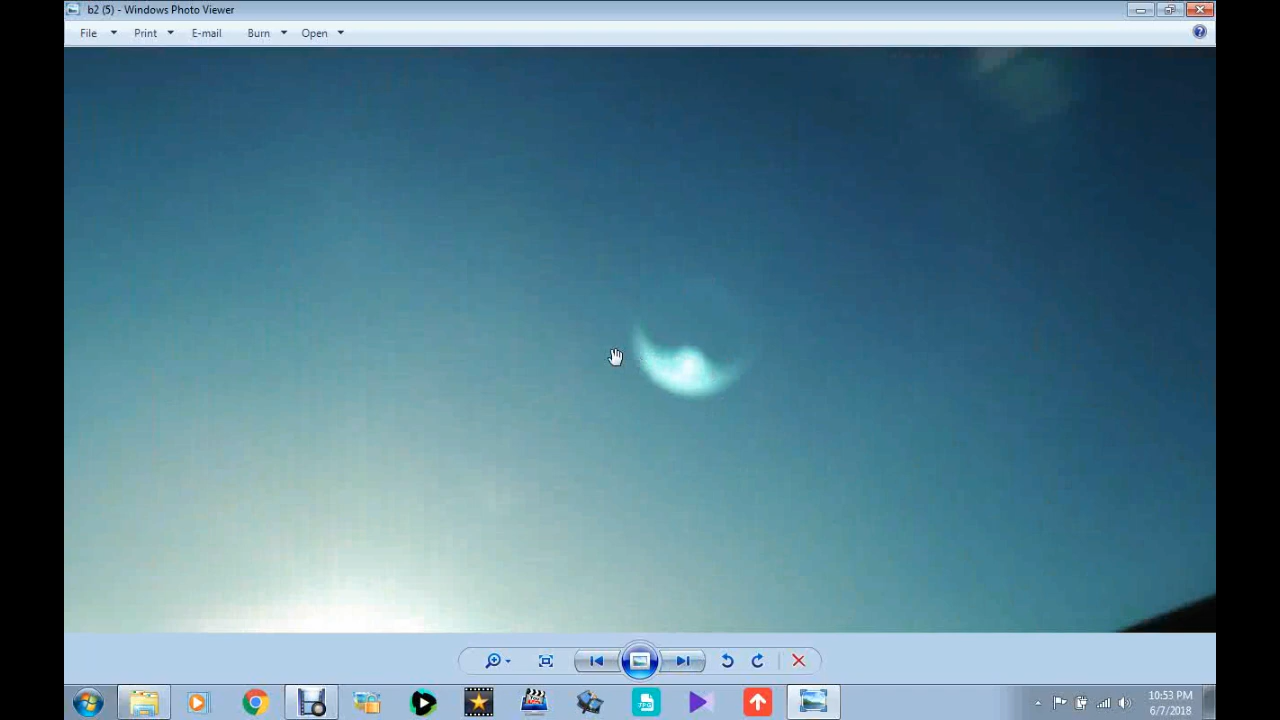 b2 (5) - Windows Photo Viewer
File Print E-mail Burn Open
10:53 PM
6/7/2018